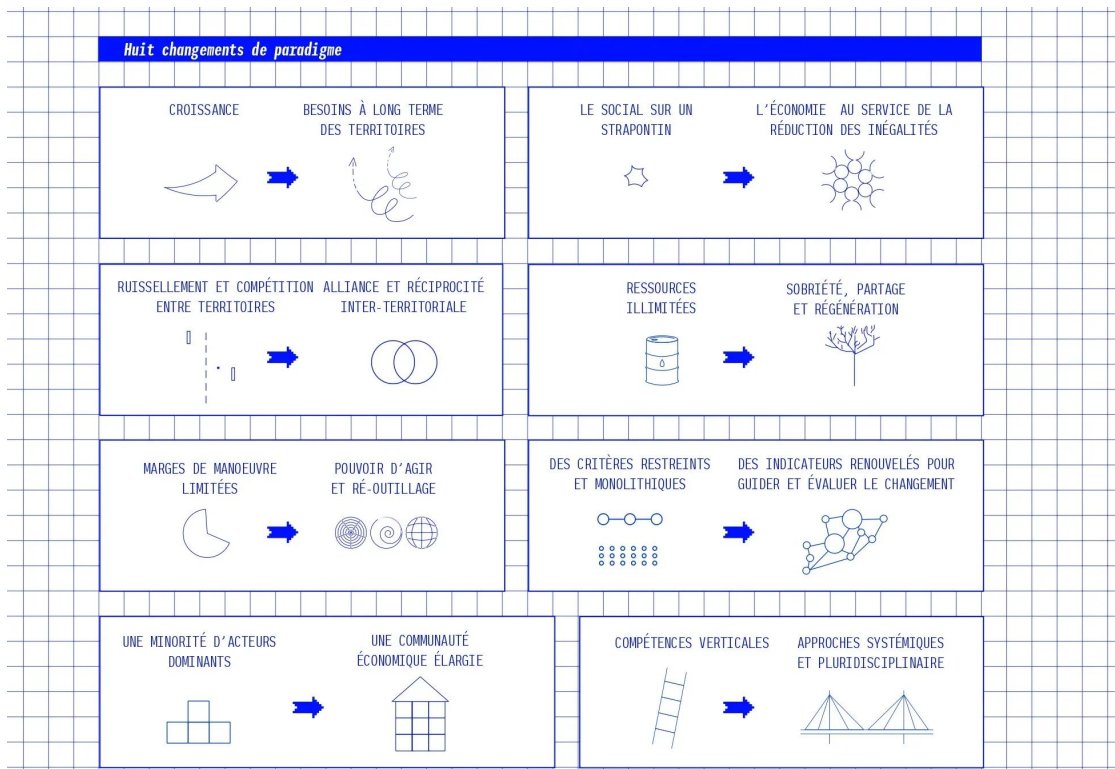 Huit changements de paradigme
CROISSANCE
BESOINS À LONG TERME
DES TERRITOIRES
LE SOCIAL SUR UN
STRAPONTIN
L'ÉCONOMIE AU SERVICE DE LA
RÉDUCTION DES INÉGALITÉS
RUISSELLEMENT ET COMPÉTITION
ENTRE TERRITOIRES
ALLIANCE ET RÉCIPROCITÉ
INTER-TERRITORIALE
RESSOURCES
ILLIMITÉES
SOBRIÉTÉ, PARTAGE
ET RÉGÉNÉRATION
MARGES DE MANOEUVRE
LIMITÉES
POUVOIR D'AGIR
ET RÉ-OUTILLAGE
DES CRITÈRES RESTREINTS
ET MONOLITHIQUES
DES INDICATEURS RENOUVELÉS POUR
GUIDER ET ÉVALUER LE CHANGEMENT
UNE MINORITÉ D'ACTEURS
DOMINANTS
UNE COMMUNAUTÉ
ÉCONOMIQUE ÉLARGIE
COMPÉTENCES VERTICALES
APPROCHES SYSTÉMIQUES
ET PLURIDISCIPLINAIRE